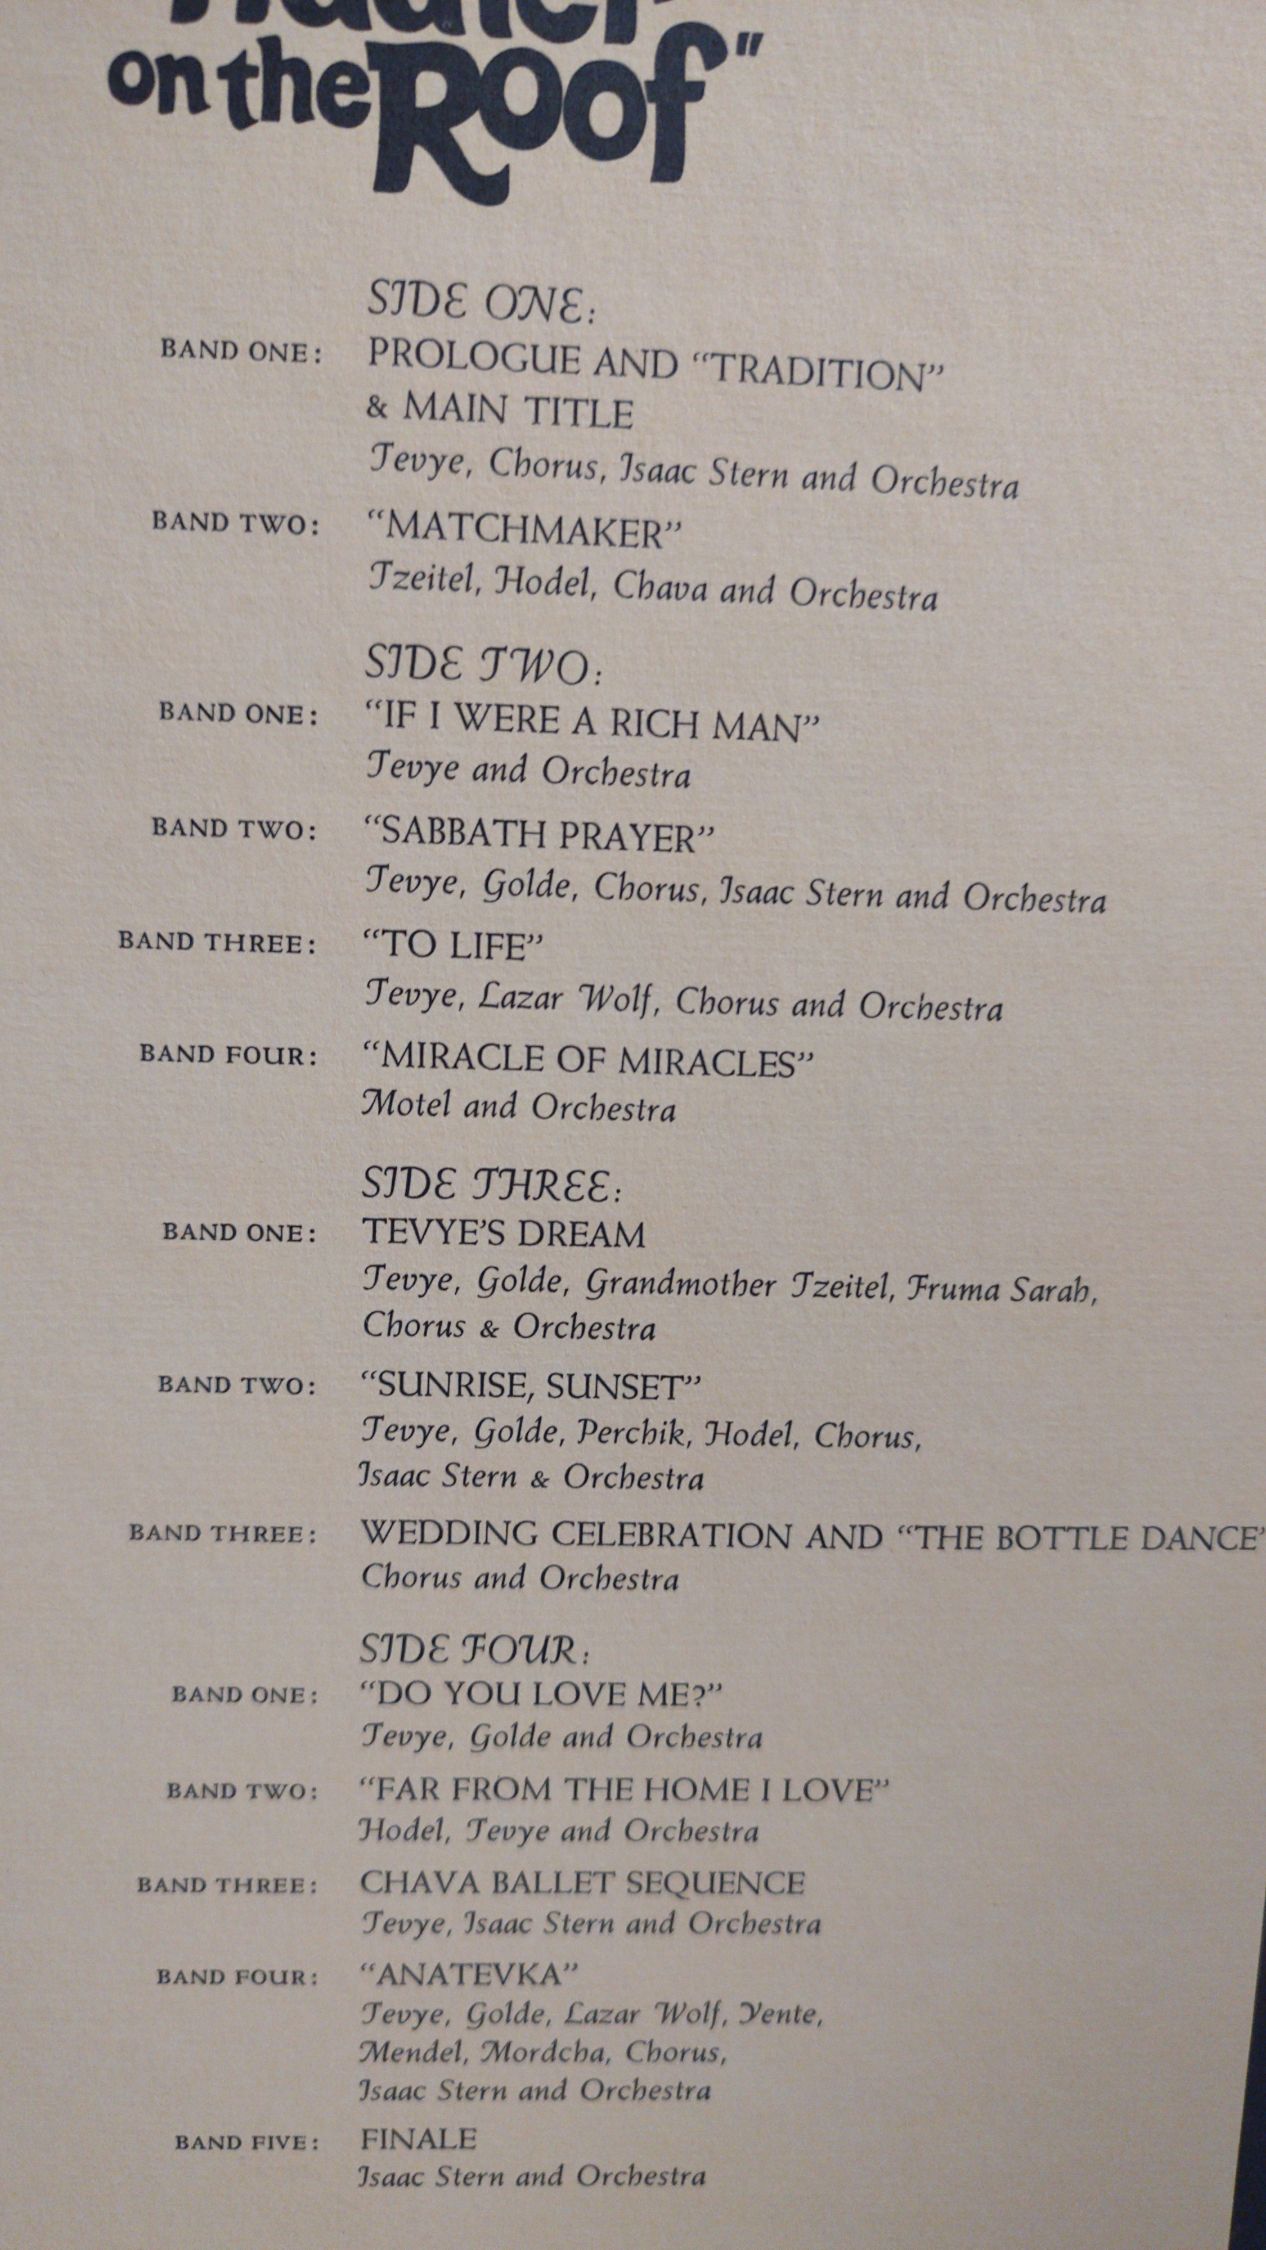 Fiddler
on the Roof"
SIDE ONE:
BAND ONE: PROLOGUE AND “TRADITION”
& MAIN TITLE
Tevye, Chorus, Isaac Stern and Orchestra
BAND TWO: “MATCHMAKER”
Tzeitel, Hodel, Chava and Orchestra
SIDE TWO:
BAND ONE: “IF I WERE A RICH MAN”
Tevye and Orchestra
BAND TWO: “SABBATH PRAYER”
Tevye, Golde, Chorus, Isaac Stern and Orchestra
BAND THREE: “TO LIFE”
Tevye, Lazar Wolf, Chorus and Orchestra
BAND FOUR: “MIRACLE OF MIRACLES”
Motel and Orchestra
SIDE THREE:
BAND ONE: TEVYE’S DREAM
Tevye, Golde, Grandmother Tzeitel, Fruma Sarah,
Chorus & Orchestra
BAND TWO: “SUNRISE, SUNSET”
Tevye, Golde, Perchik, Hodel, Chorus,
Isaac Stern & Orchestra
BAND THREE: WEDDING CELEBRATION AND “THE BOTTLE DANCE”
Chorus and Orchestra
SIDE FOUR:
BAND ONE: “DO YOU LOVE ME?”
Tevye, Golde and Orchestra
BAND TWO: “FAR FROM THE HOME I LOVE”
Hodel, Tevye and Orchestra
BAND THREE: CHAVA BALLET SEQUENCE
Tevye, Isaac Stern and Orchestra
BAND FOUR: “ANATEVKA”
Tevye, Golde, Lazar Wolf, Yente,
Mendel, Mordcha, Chorus,
Isaac Stern and Orchestra
BAND FIVE: FINALE
Isaac Stern and Orchestra